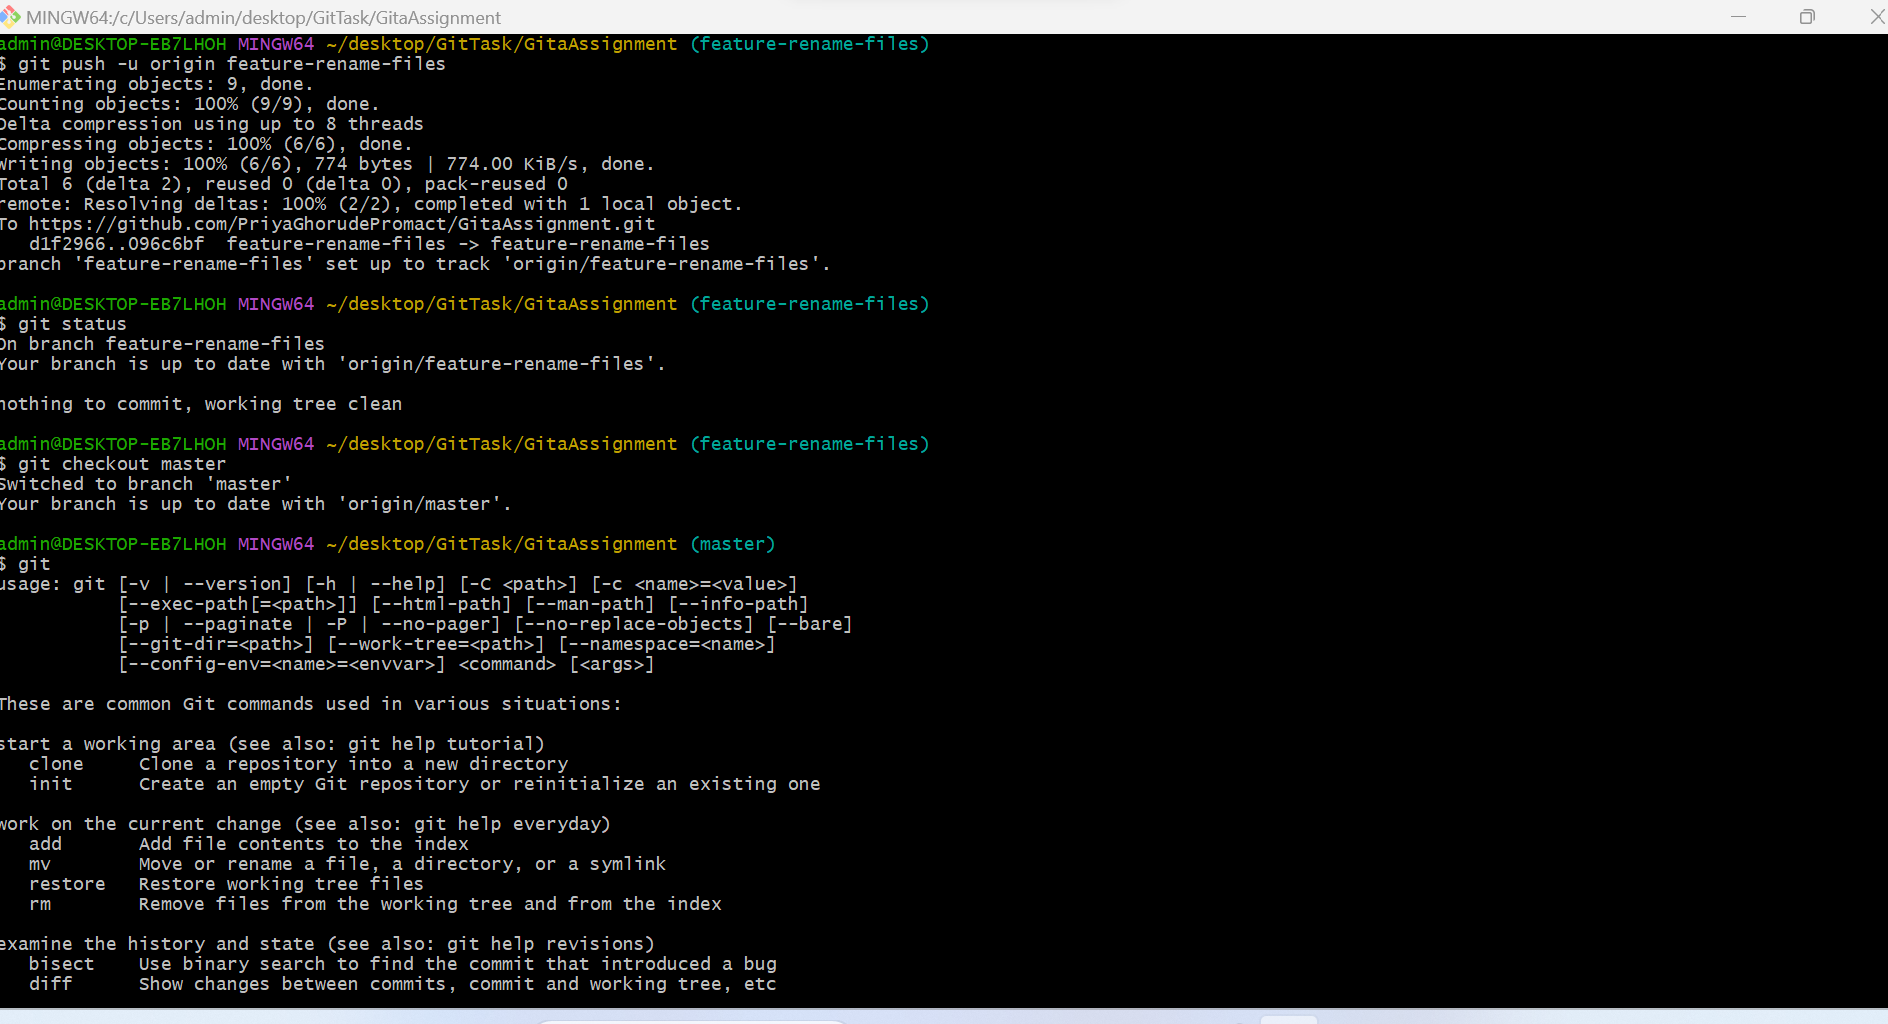 MINGW64:/c/Users/admin/desktop/GitTask/GitaAssignment
admin@DESKTOP-EB7LHOH MINGW64 ~/desktop/GitTask/GitaAssignment (feature-rename-files)
$ git push -u origin feature-rename-files
Enumerating objects: 9, done.
Counting objects: 100% (9/9), done.
Delta compression using up to 8 threads
Compressing objects: 100% (6/6), done.
Writing objects: 100% (6/6), 774 bytes | 774.00 KiB/s, done.
Total 6 (delta 2), reused 0 (delta 0), pack-reused 0
remote: Resolving deltas: 100% (2/2), completed with 1 local object.
To https://github.com/PriyaGhorudePromact/GitaAssignment.git
   d1f2966..096c6bf  feature-rename-files -> feature-rename-files
branch 'feature-rename-files' set up to track 'origin/feature-rename-files'.
admin@DESKTOP-EB7LHOH MINGW64 ~/desktop/GitTask/GitaAssignment (feature-rename-files)
$ git status
On branch feature-rename-files
Your branch is up to date with 'origin/feature-rename-files'.
nothing to commit, working tree clean
admin@DESKTOP-EB7LHOH MINGW64 ~/desktop/GitTask/GitaAssignment (feature-rename-files)
$ git checkout master
Switched to branch 'master'
Your branch is up to date with 'origin/master'.
admin@DESKTOP-EB7LHOH MINGW64 ~/desktop/GitTask/GitaAssignment (master)
$ git
usage: git [-v | --version] [-h | --help] [-C <path>] [-c <name>=<value>]
           [--exec-path[=<path>]] [--html-path] [--man-path] [--info-path]
           [-p | --paginate | -P | --no-pager] [--no-replace-objects] [--bare]
           [--git-dir=<path>] [--work-tree=<path>] [--namespace=<name>]
           [--config-env=<name>=<envvar>] <command> [<args>]
These are common Git commands used in various situations:
start a working area (see also: git help tutorial)
   clone     Clone a repository into a new directory
   init      Create an empty Git repository or reinitialize an existing one
work on the current change (see also: git help everyday)
   add       Add file contents to the index
   mv        Move or rename a file, a directory, or a symlink
   restore   Restore working tree files
   rm        Remove files from the working tree and from the index
examine the history and state (see also: git help revisions)
   bisect    Use binary search to find the commit that introduced a bug
   diff      Show changes between commits, commit and working tree, etc